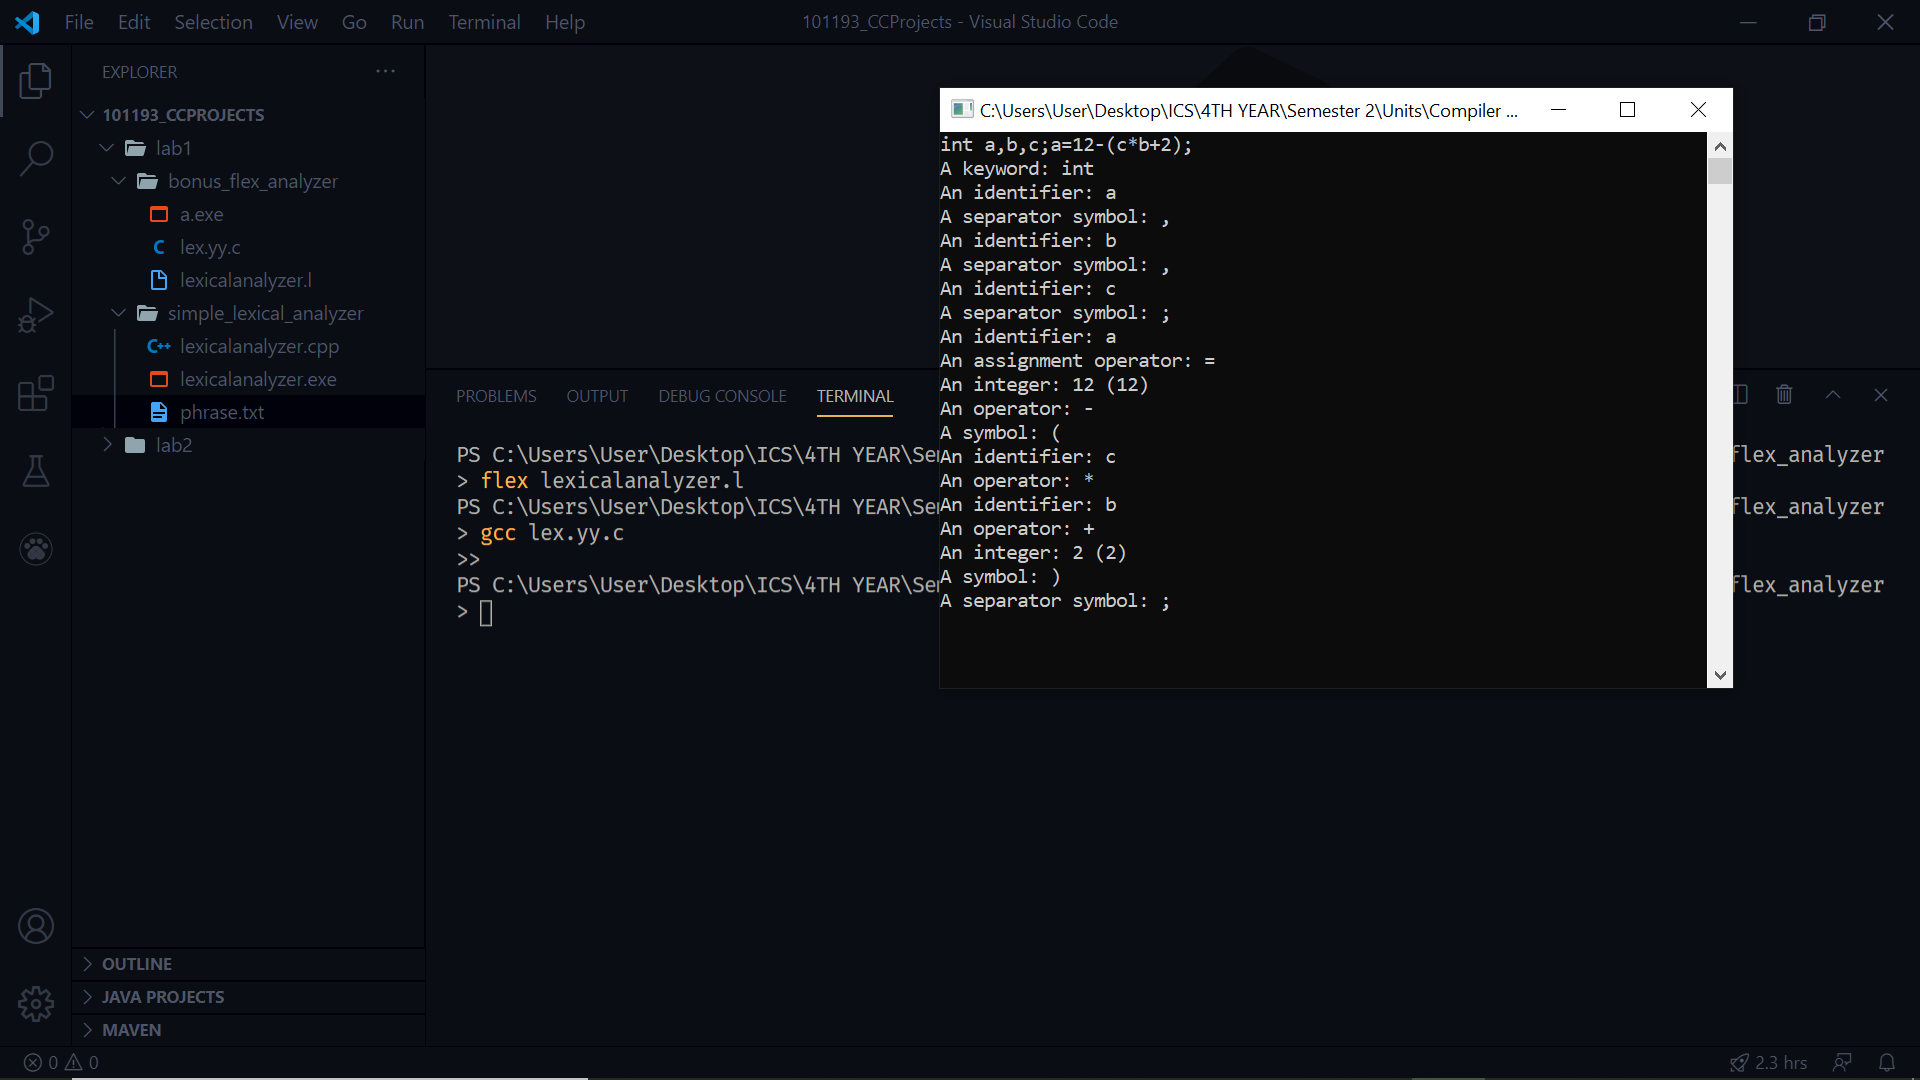 File Edit Selection View Go Run Terminal Help
101193_CCProjects - Visual Studio Code
EXPLORER
101193_CCPROJECTS
lab1
bonus_flex_analyzer
a.exe
C lex.yy.c
lexicalanalyzer.l
simple_lexical_analyzer
C++ lexicalanalyzer.cpp
lexicalanalyzer.exe
phrase.txt
lab2
OUTLINE
JAVA PROJECTS
MAVEN
PROBLEMS OUTPUT DEBUG CONSOLE TERMINAL
PS C:\Users\User\Desktop\ICS\4TH YEAR\Se flex_analyzer
> flex lexicalanalyzer.l
PS C:\Users\User\Desktop\ICS\4TH YEAR\Se flex_analyzer
> gcc lex.yy.c
>>
PS C:\Users\User\Desktop\ICS\4TH YEAR\Se flex_analyzer
>
C:\Users\User\Desktop\ICS\4TH YEAR\Semester 2\Units\Compiler ...
int a,b,c;a=12-(c*b+2);
A keyword: int
An identifier: a
A separator symbol: ,
An identifier: b
A separator symbol: ,
An identifier: c
A separator symbol: ;
An identifier: a
An assignment operator: =
An integer: 12 (12)
An operator: -
A symbol: (
An identifier: c
An operator: *
An identifier: b
An operator: +
An integer: 2 (2)
A symbol: )
A separator symbol: ;
0 0
2.3 hrs